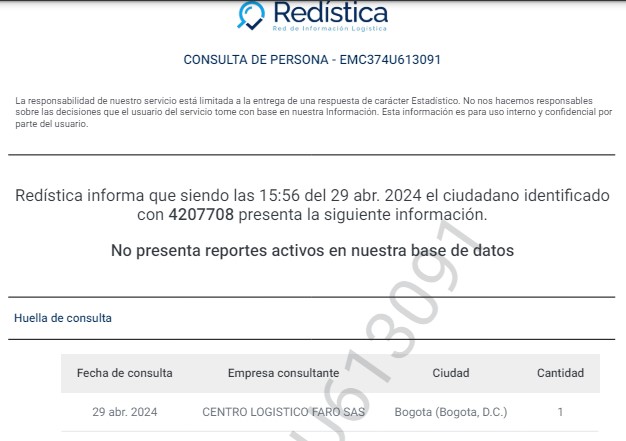 Redística
Red de Información Logística
CONSULTA DE PERSONA - EMC374U613091
La responsabilidad de nuestro servicio está limitada a la entrega de una respuesta de carácter Estadístico. No nos hacemos responsables
sobre las decisiones que el usuario del servicio tome con base en nuestra Información. Esta información es para uso interno y confidencial por
parte del usuario.
Redística informa que siendo las 15:56 del 29 abr. 2024 el ciudadano identificado
con 4207708 presenta la siguiente información.
No presenta reportes activos en nuestra base de datos
Huella de consulta
Fecha de consulta Empresa consultante Ciudad Cantidad
29 abr. 2024 CENTRO LOGISTICO FARO SAS Bogota (Bogota, D.C.) 1
U613091